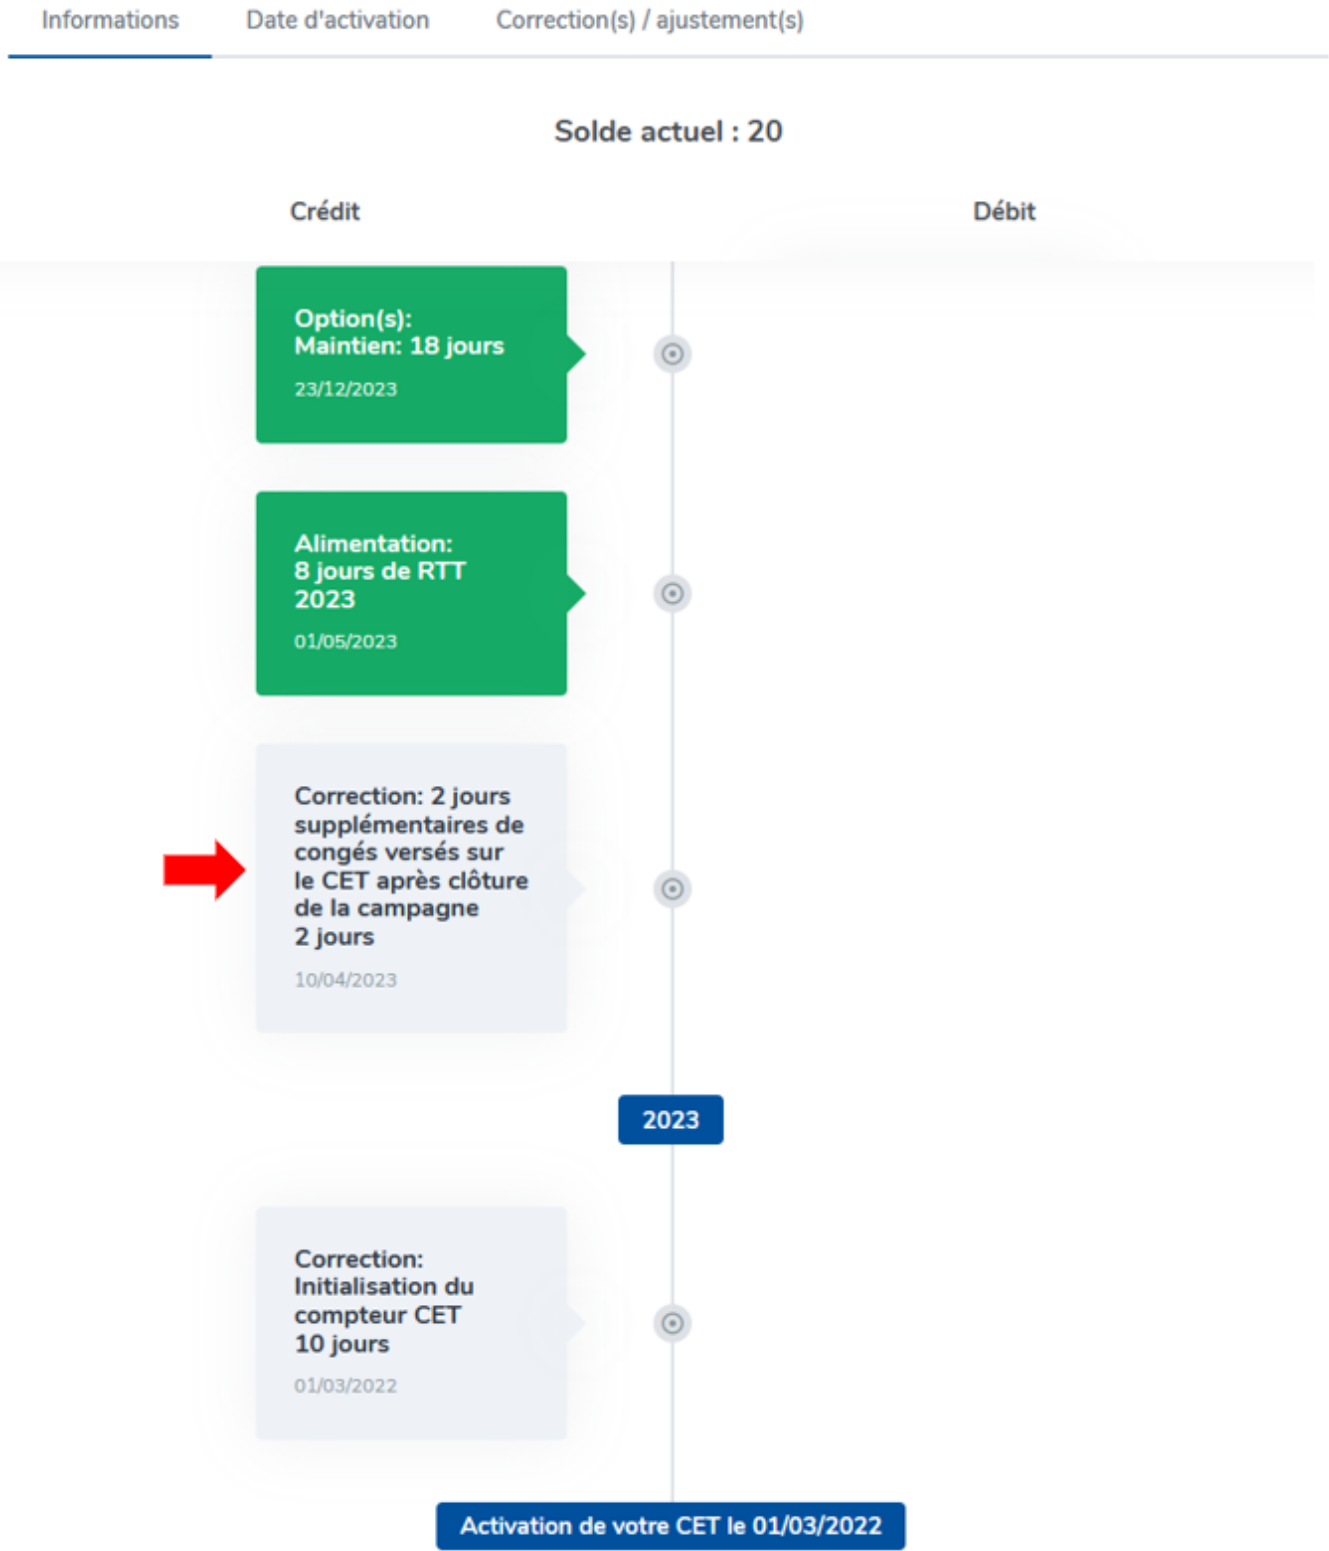 Informations Date d'activation Correction(s) / ajustement(s)
Solde actuel : 20
Crédit Débit
Option(s):
Maintien: 18 jours
23/12/2023
Alimentation:
8 jours de RTT
2023
01/05/2023
Correction: 2 jours
supplémentaires de
congés versés sur
le CET après clôture
de la campagne
2 jours
10/04/2023
2023
Correction:
Initialisation du
compteur CET
10 jours
01/03/2022
Activation de votre CET le 01/03/2022